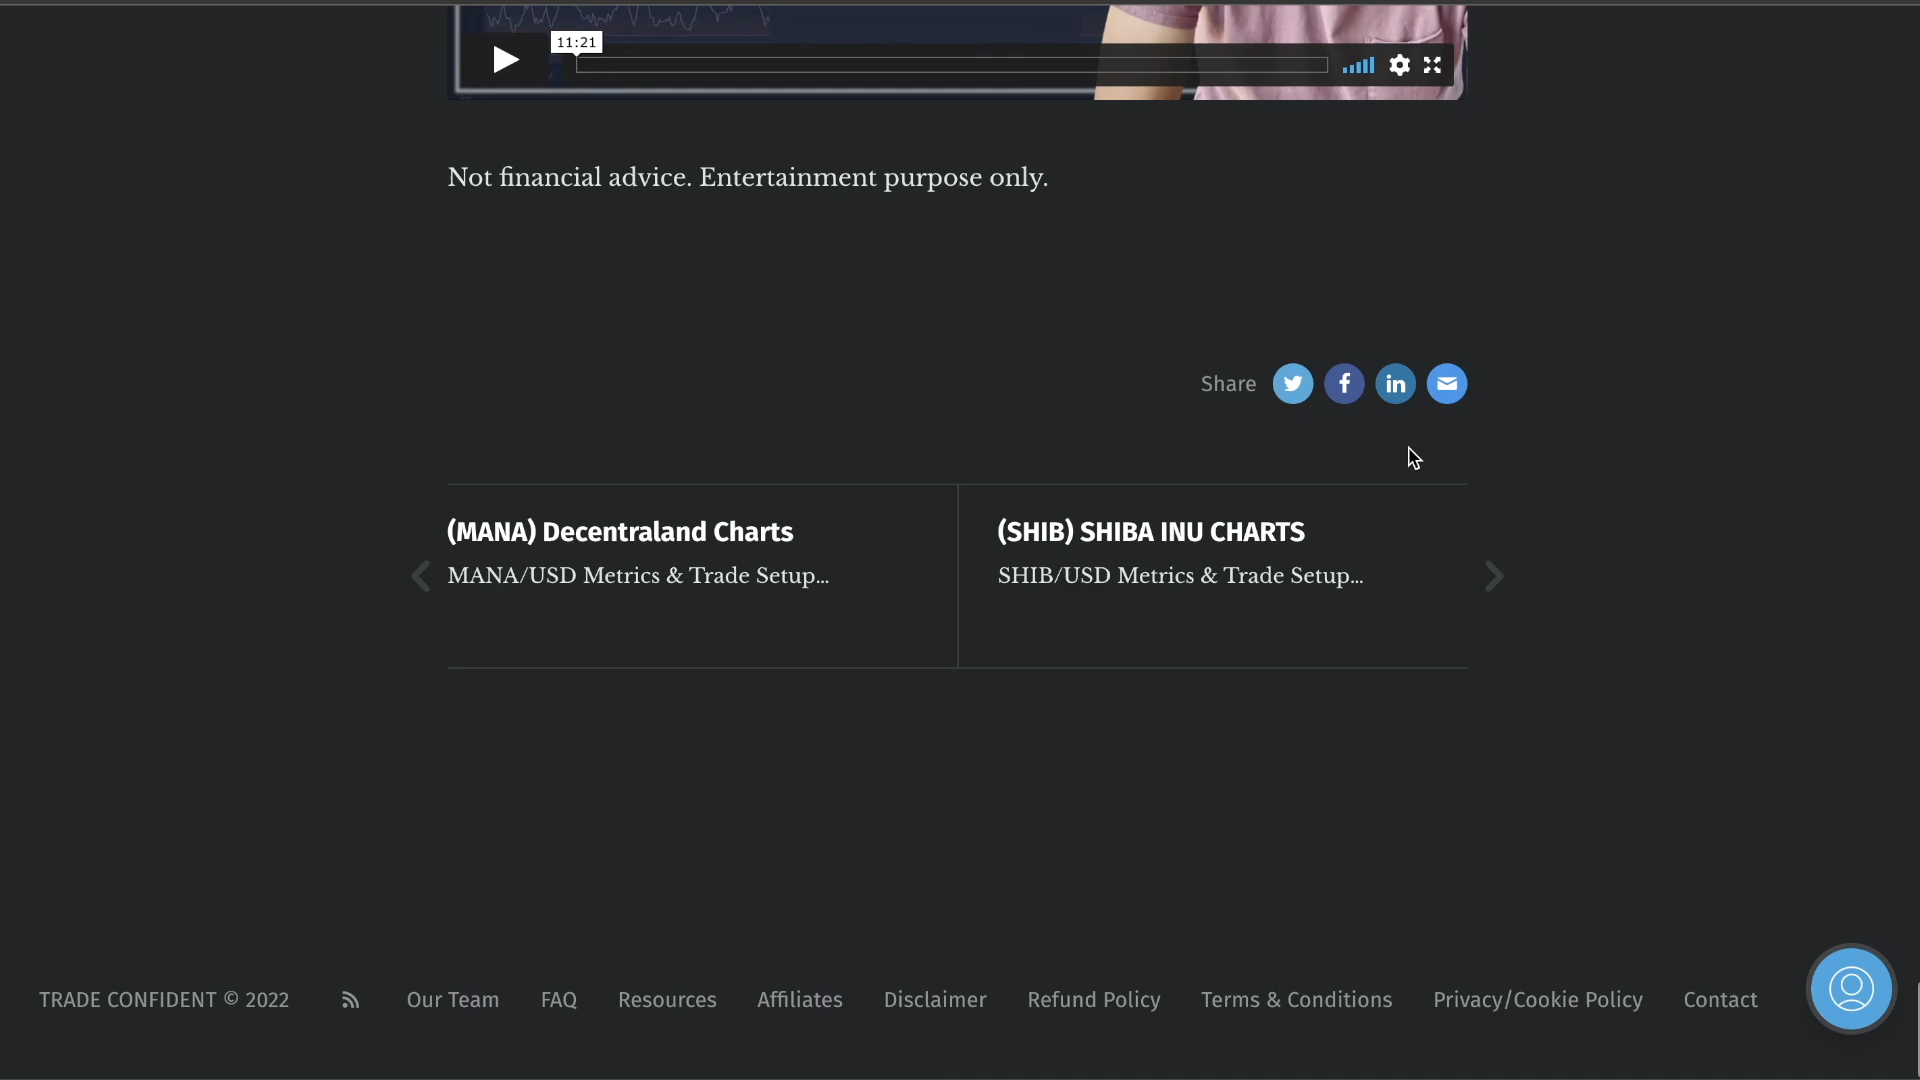 11:21
Not financial advice. Entertainment purpose only.
Share
(MANA) Decentraland Charts
MANA/USD Metrics & Trade Setup...
(SHIB) SHIBA INU CHARTS
SHIB/USD Metrics & Trade Setup...
TRADE CONFIDENT © 2022 Our Team FAQ Resources Affiliates Disclaimer Refund Policy Terms & Conditions Privacy/Cookie Policy Contact